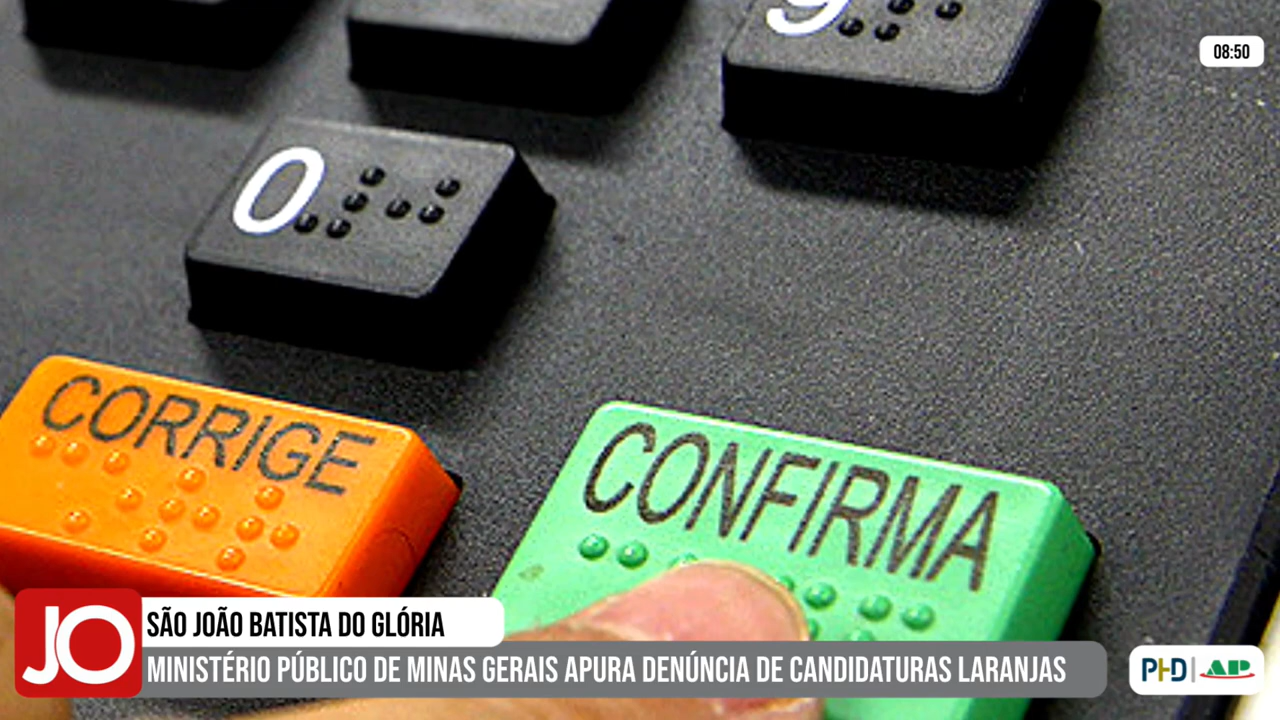 9
08:50
0
CORRIGE
CONFIRMA
JO
SÃO JOÃO BATISTA DO GLÓRIA
MINISTÉRIO PÚBLICO DE MINAS GERAIS APURA DENÚNCIA DE CANDIDATURAS LARANJAS
PHD | AP